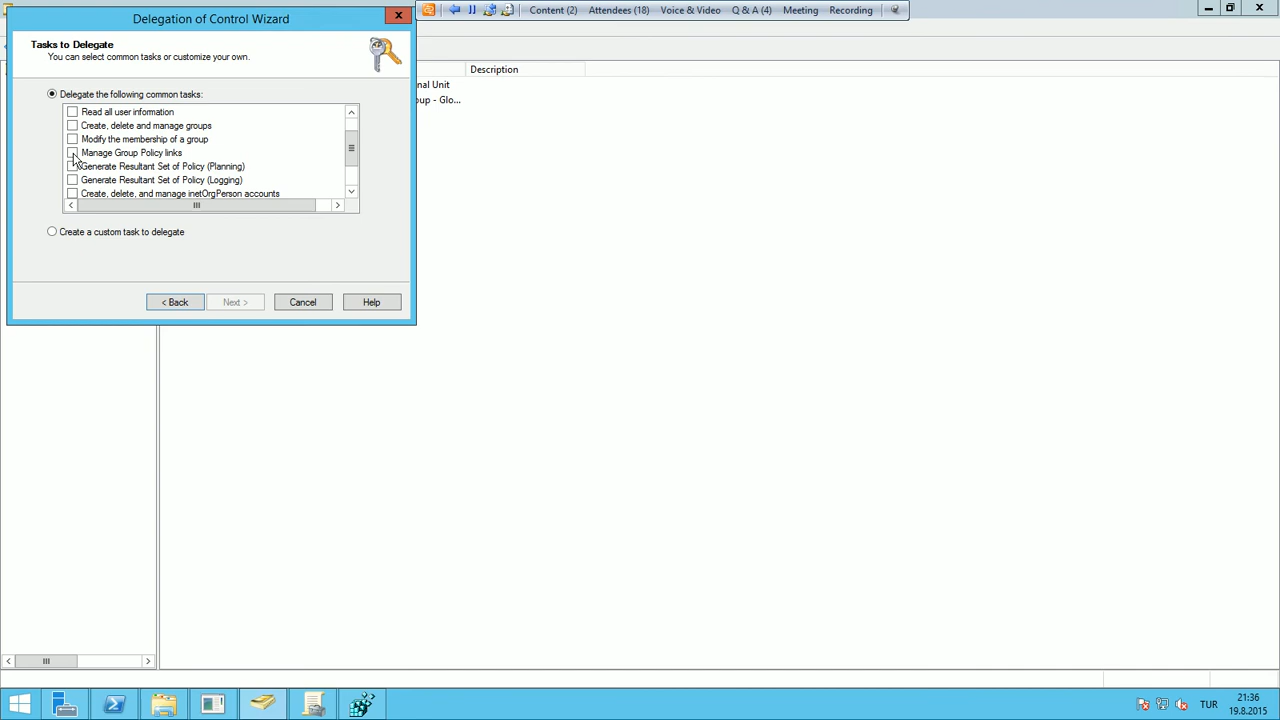 Delegation of Control Wizard
x
Content (2) Attendees (18) Voice & Video Q & A (4) Meeting Recording
Tasks to Delegate
You can select common tasks or customize your own.
Description
nal Unit
oup - Glo...
Delegate the following common tasks:
Read all user information
Create, delete and manage groups
Modify the membership of a group
Manage Group Policy links
Generate Resultant Set of Policy (Planning)
Generate Resultant Set of Policy (Logging)
Create, delete, and manage inetOrgPerson accounts
Create a custom task to delegate
< Back Next > Cancel Help
TUR
21:36
19.8.2015